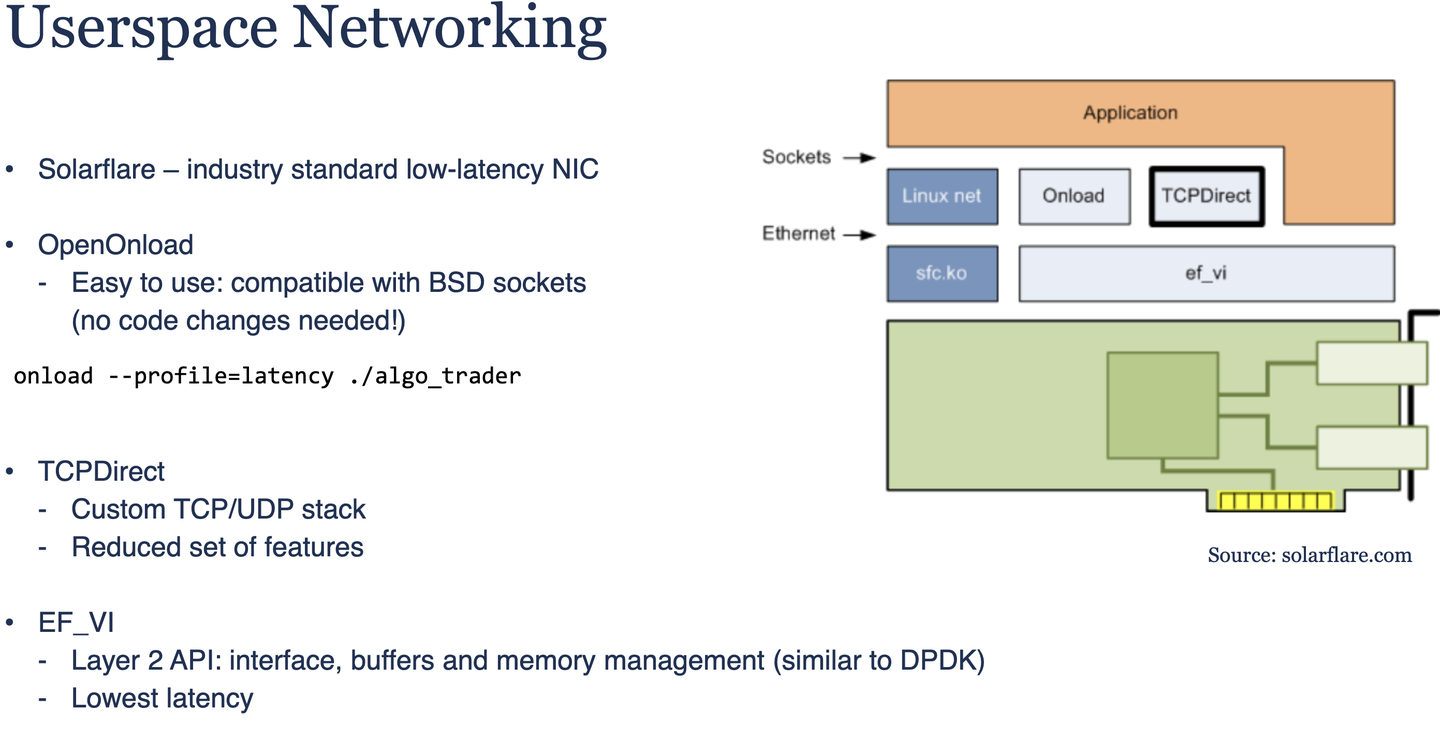 Userspace Networking
• Solarflare – industry standard low-latency NIC
• OpenOnload
- Easy to use: compatible with BSD sockets
(no code changes needed!)
onload --profile=latency ./algo_trader
• TCPDirect
- Custom TCP/UDP stack
- Reduced set of features
• EF_VI
- Layer 2 API: interface, buffers and memory management (similar to DPDK)
- Lowest latency
Application
Sockets
Linux net Onload TCPDirect
Ethernet
sfc.ko ef_vi
Source: solarflare.com